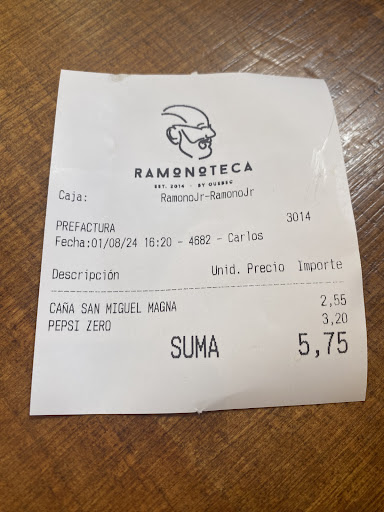 RAMONOTECA
EST. 2014 - BY QUEBEC
Caja: RamonoJr-RamonoJr
3014
PREFACTURA
Fecha:01/08/24 16:20 - 4682 - Carlos
Descripción Unid. Precio Importe
CAÑA SAN MIGUEL MAGNA 2,55
PEPSI ZERO 3,20
SUMA 5,75